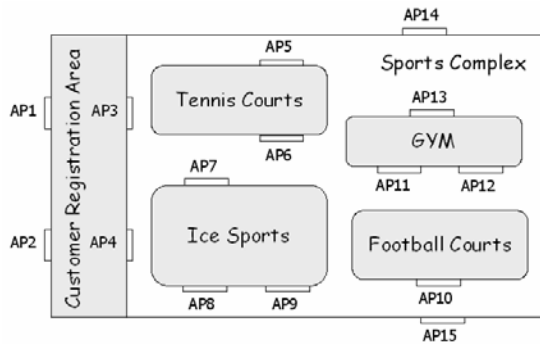 AP14
AP5
Sports Complex
Customer Registration Area
AP1
AP3
Tennis Courts
AP13
GYM
AP6
AP7
AP11
AP12
AP2
AP4
Ice Sports
Football Courts
AP8
AP9
AP10
AP15